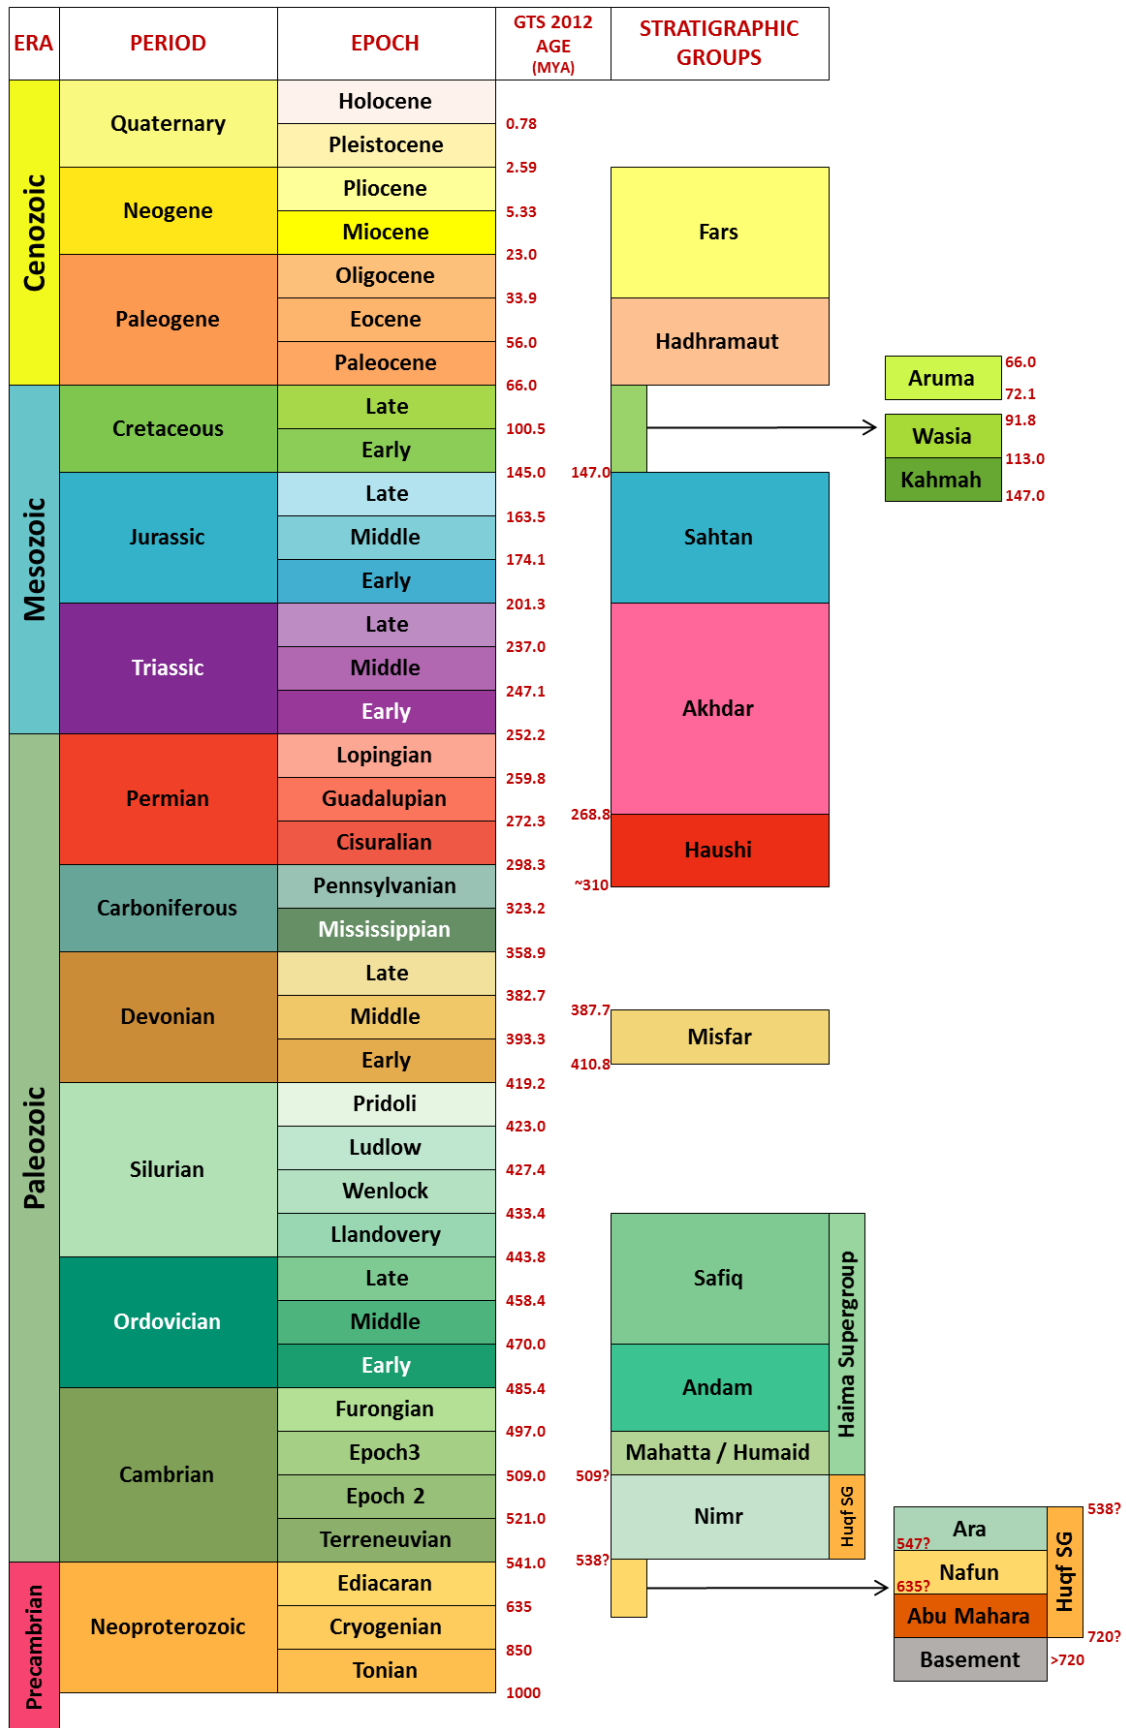 ERA
PERIOD
EPOCH
GTS 2012
AGE
(MYA)
STRATIGRAPHIC
GROUPS
Cenozoic
Quaternary
Holocene
0.78
Pleistocene
2.59
Neogene
Pliocene
5.33
Miocene
23.0
Fars
Paleogene
Oligocene
33.9
Eocene
56.0
Paleocene
66.0
Hadhramaut
Aruma
66.0
72.1
Wasia
91.8
113.0
Kahmah
147.0
Mesozoic
Cretaceous
Late
100.5
Early
145.0
147.0
Jurassic
Late
163.5
Middle
174.1
Early
201.3
Sahtan
Triassic
Late
237.0
Middle
247.1
Early
252.2
Akhdar
Paleozoic
Permian
Lopingian
259.8
Guadalupian
268.8
272.3
Cisuralian
298.3
Haushi
Carboniferous
Pennsylvanian
~310
323.2
Mississippian
358.9
Devonian
Late
382.7
387.7
Middle
393.3
Misfar
Early
410.8
419.2
Silurian
Pridoli
423.0
Ludlow
427.4
Wenlock
433.4
Llandovery
443.8
Safiq
Haima Supergroup
Ordovician
Late
458.4
Middle
470.0
Early
485.4
Andam
Cambrian
Furongian
497.0
Epoch3
509.0
509?
Mahatta / Humaid
Epoch 2
521.0
Nimr
Huqf SG
Terreneuvian
541.0
538?
Precambrian
Neoproterozoic
Ediacaran
635
Cryogenian
850
Tonian
1000
Ara
538?
547?
Nafun
Huqf SG
635?
Abu Mahara
720?
Basement
>720